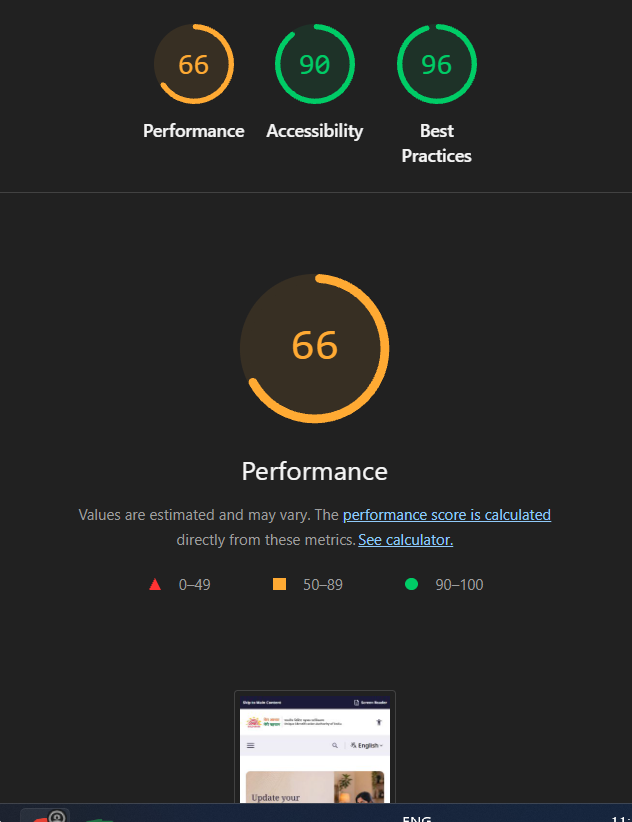 66
90
96
Performance
Accessibility
Best
Practices
66
Performance
Values are estimated and may vary. The performance score is calculated
directly from these metrics. See calculator.
0–49
50–89
90–100
Skip to Main Content
Screen Reader
English
Update your
ENG
11: